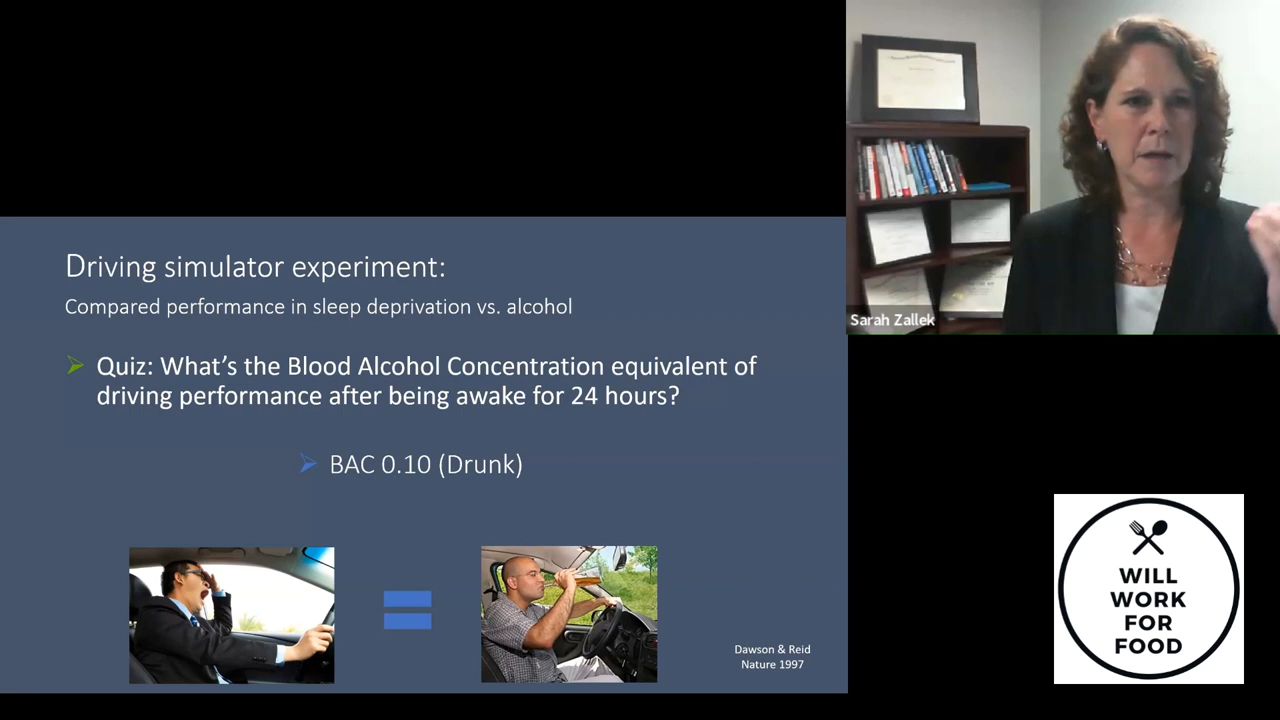 Driving simulator experiment:
Compared performance in sleep deprivation vs. alcohol
Quiz: What's the Blood Alcohol Concentration equivalent of
driving performance after being awake for 24 hours?
BAC 0.10 (Drunk)
Dawson & Reid
Nature 1997
Sarah Zallek
WILL
WORK
FOR
FOOD